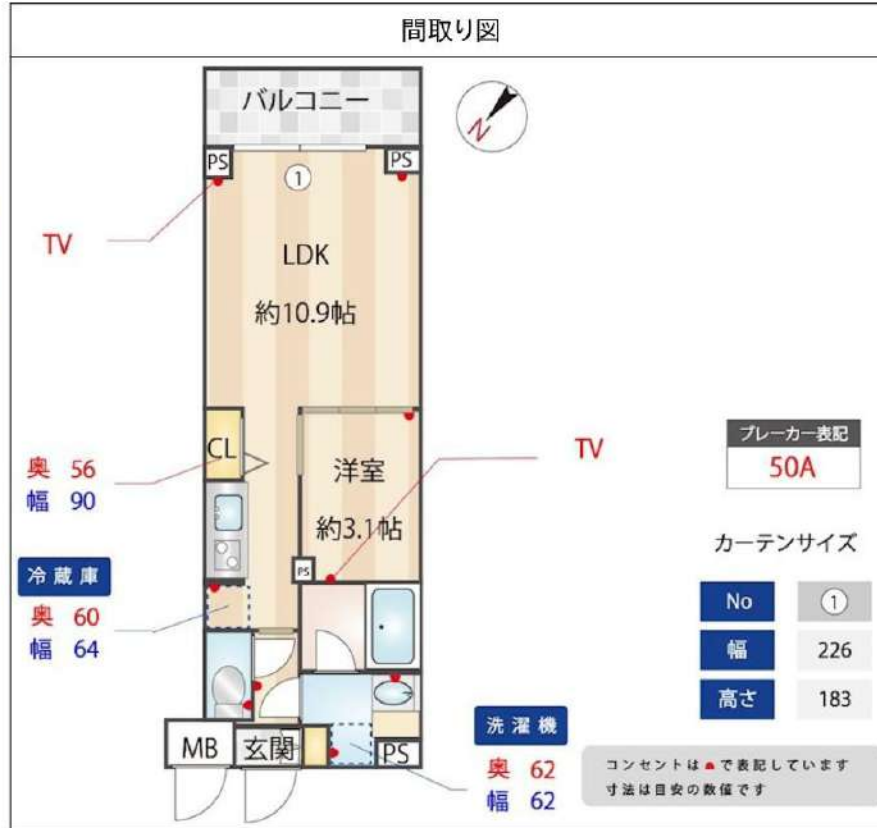 間取り図
バルコニー
N
PS
PS
①
TV
LDK
約10.9帖
CL
奥 56
幅 90
洋室
約3.1帖
TV
ブレーカー表記
50A
カーテンサイズ
No ①
幅 226
高さ 183
冷蔵庫
奥 60
幅 64
PS
MB
玄関
PS
洗濯機
奥 62
幅 62
コンセントは で表記しています
寸法は目安の数値です